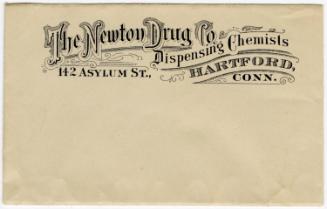 The Newton Drug Co.
Dispensing Chemists
142 ASYLUM ST.,
HARTFORD,
CONN.